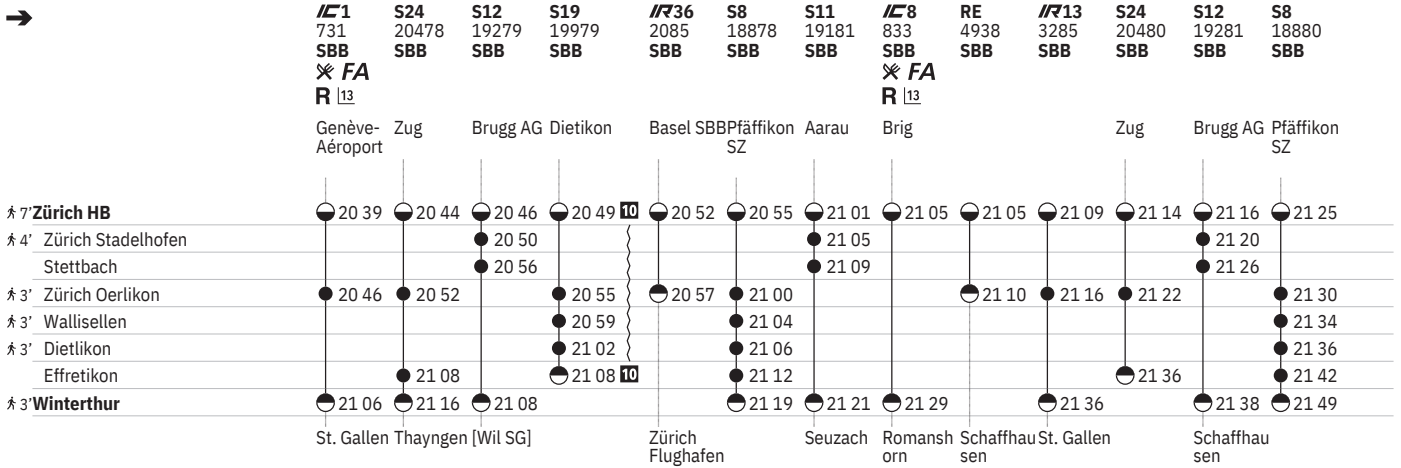 IC1 S24 S12 S19 IR36 S8 S11 IC8 RE IR13 S24 S12 S8
731 20478 19279 19979 2085 18878 19181 833 4938 3285 20480 19281 18880
SBB SBB SBB SBB SBB SBB SBB SBB SBB SBB SBB SBB SBB
FA FA
R 13 R 13
Genève- Zug Brugg AG Dietikon Basel SBB Pfäffikon Aarau Brig Zug Brugg AG Pfäffikon
Aéroport SZ SZ
7' Zürich HB 20 39 20 44 20 46 20 49 10 20 52 20 55 21 01 21 05 21 05 21 09 21 14 21 16 21 25
4' Zürich Stadelhofen 20 50 21 05 21 20
Stettbach 20 56 21 09 21 26
3' Zürich Oerlikon 20 46 20 52 20 55 20 57 21 00 21 10 21 16 21 22 21 30
3' Wallisellen 20 59 21 04 21 34
3' Dietlikon 21 02 21 06 21 36
Effretikon 21 08 21 08 10 21 12 21 36 21 42
3' Winterthur 21 06 21 16 21 08 21 19 21 21 21 29 21 36 21 38 21 49
St. Gallen Thayngen [Wil SG] Zürich Seuzach Romansh Schaffhau St. Gallen Schaffhau
Flughafen orn sen sen